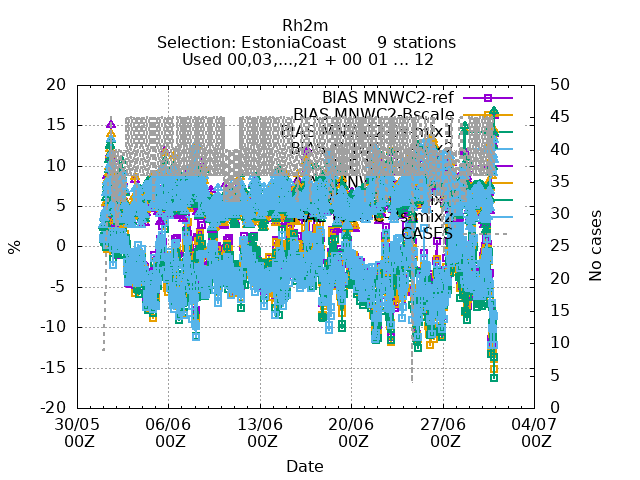 Rh2m
Selection: EstoniaCoast 9 stations
Used 00,03,...,21 + 00 01 ... 12
20
15
10
5
0
-5
-10
-15
-20
%
50
45
40
35
30
25
20
15
10
5
0
No cases
BIAS MNWC2-ref
BIAS MNWC2-Bscale
CASES
30/05 00Z
06/06 00Z
13/06 00Z
20/06 00Z
27/06 00Z
04/07 00Z
Date